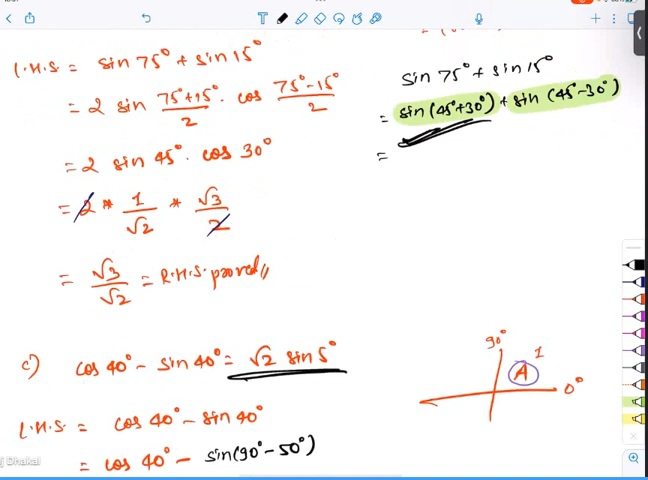 L.H.S = sin 75° + sin 15°
= 2 sin (75° + 15°)/2 . cos (75° - 15°)/2
= 2 sin 45° . cos 30°
= 2 * 1/√2 * √3/2
= √3/√2 = R.H.S. proved//
sin 75° + sin 15°
= sin (45°+30°) + sin (45°-30°)
=
c) cos 40° - sin 40° = √2 sin 5°
L.H.S. = cos 40° - sin 40°
= cos 40° - sin(90° - 50°)
90°
1
A
0°
j Dhakal